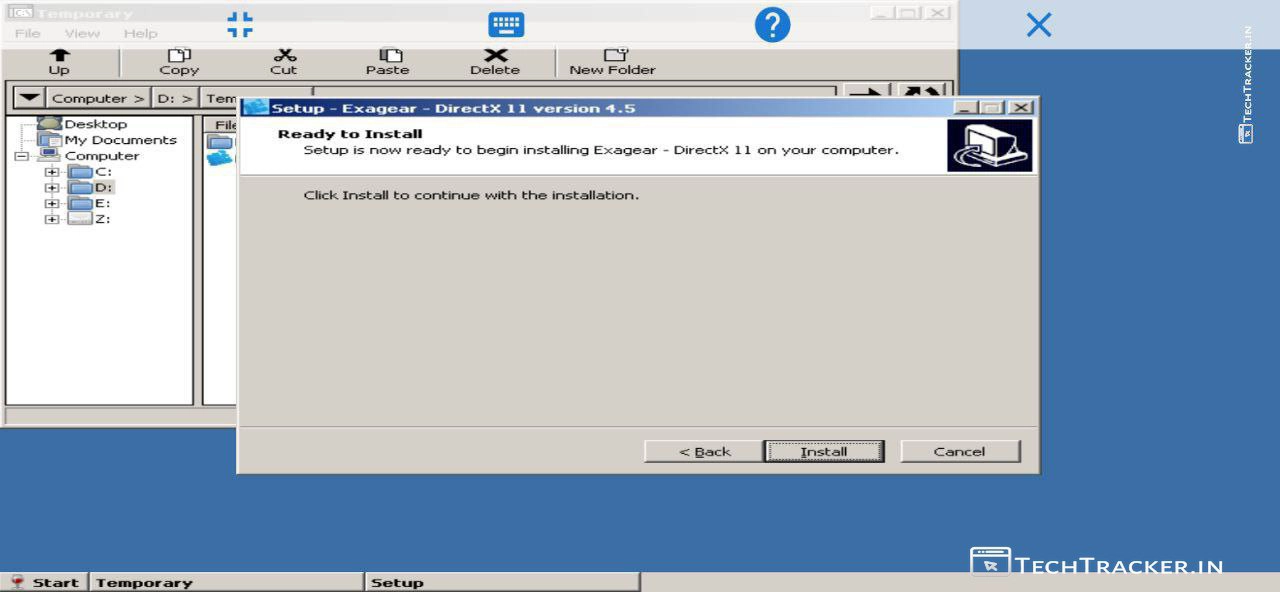 Temporary
File View Help
Up Copy Cut Paste Delete New Folder
Computer > D: > Tem
Desktop
My Documents
Computer
C:
D:
E:
Z:
File
Setup - Exagear - DirectX 11 version 4.5
Ready to Install
Setup is now ready to begin installing Exagear - DirectX 11 on your computer.
Click Install to continue with the installation.
< Back Install Cancel
Start Temporary Setup
TECHTRACKER.IN
TECHTRACKER.IN